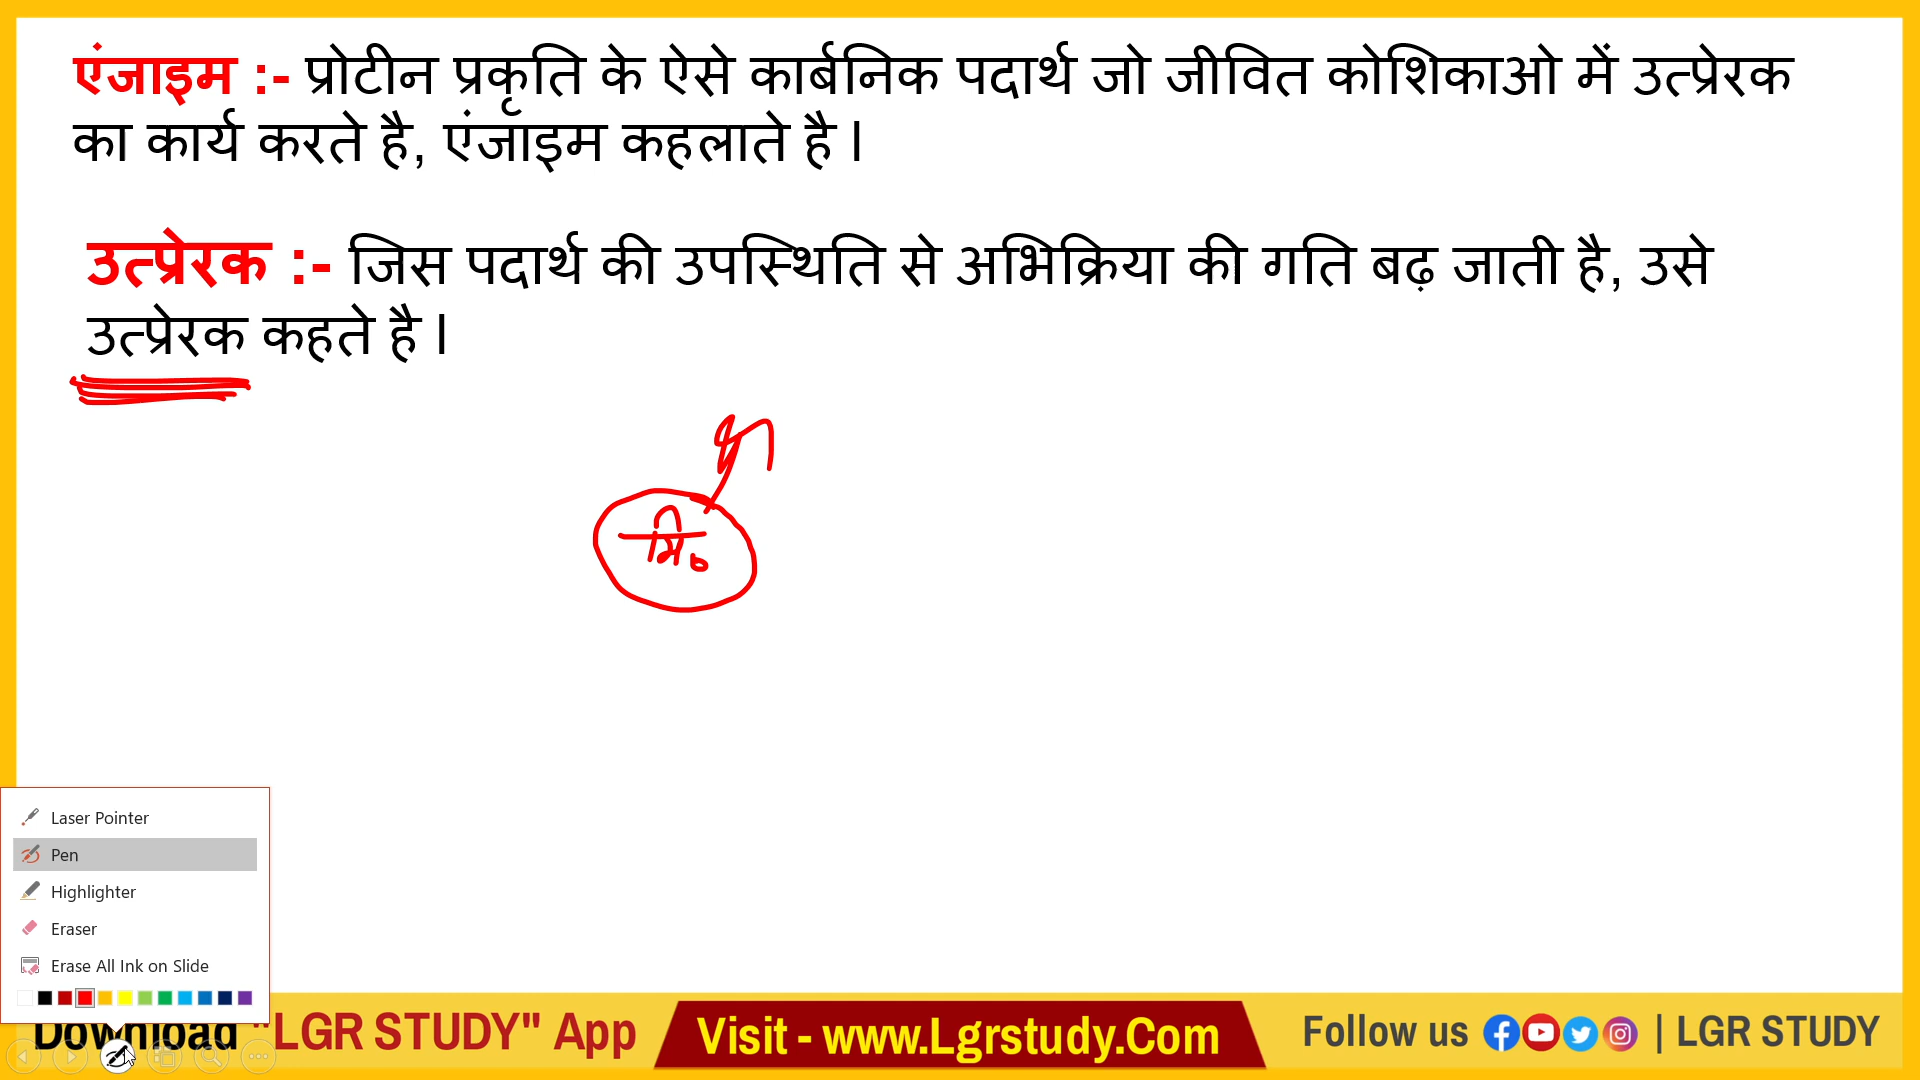 एंजाइम :- प्रोटीन प्रकृति के ऐसे कार्बनिक पदार्थ जो जीवित कोशिकाओ में उत्प्रेरक
का कार्य करते है, एंजाइम कहलाते है l
उत्प्रेरक :- जिस पदार्थ की उपस्थिति से अभिक्रिया की गति बढ़ जाती है, उसे
उत्प्रेरक कहते है l
Laser Pointer
Pen
Highlighter
Eraser
Erase All Ink on Slide
Download "LGR STUDY" App
Visit - www.Lgrstudy.Com
Follow us | LGR STUDY